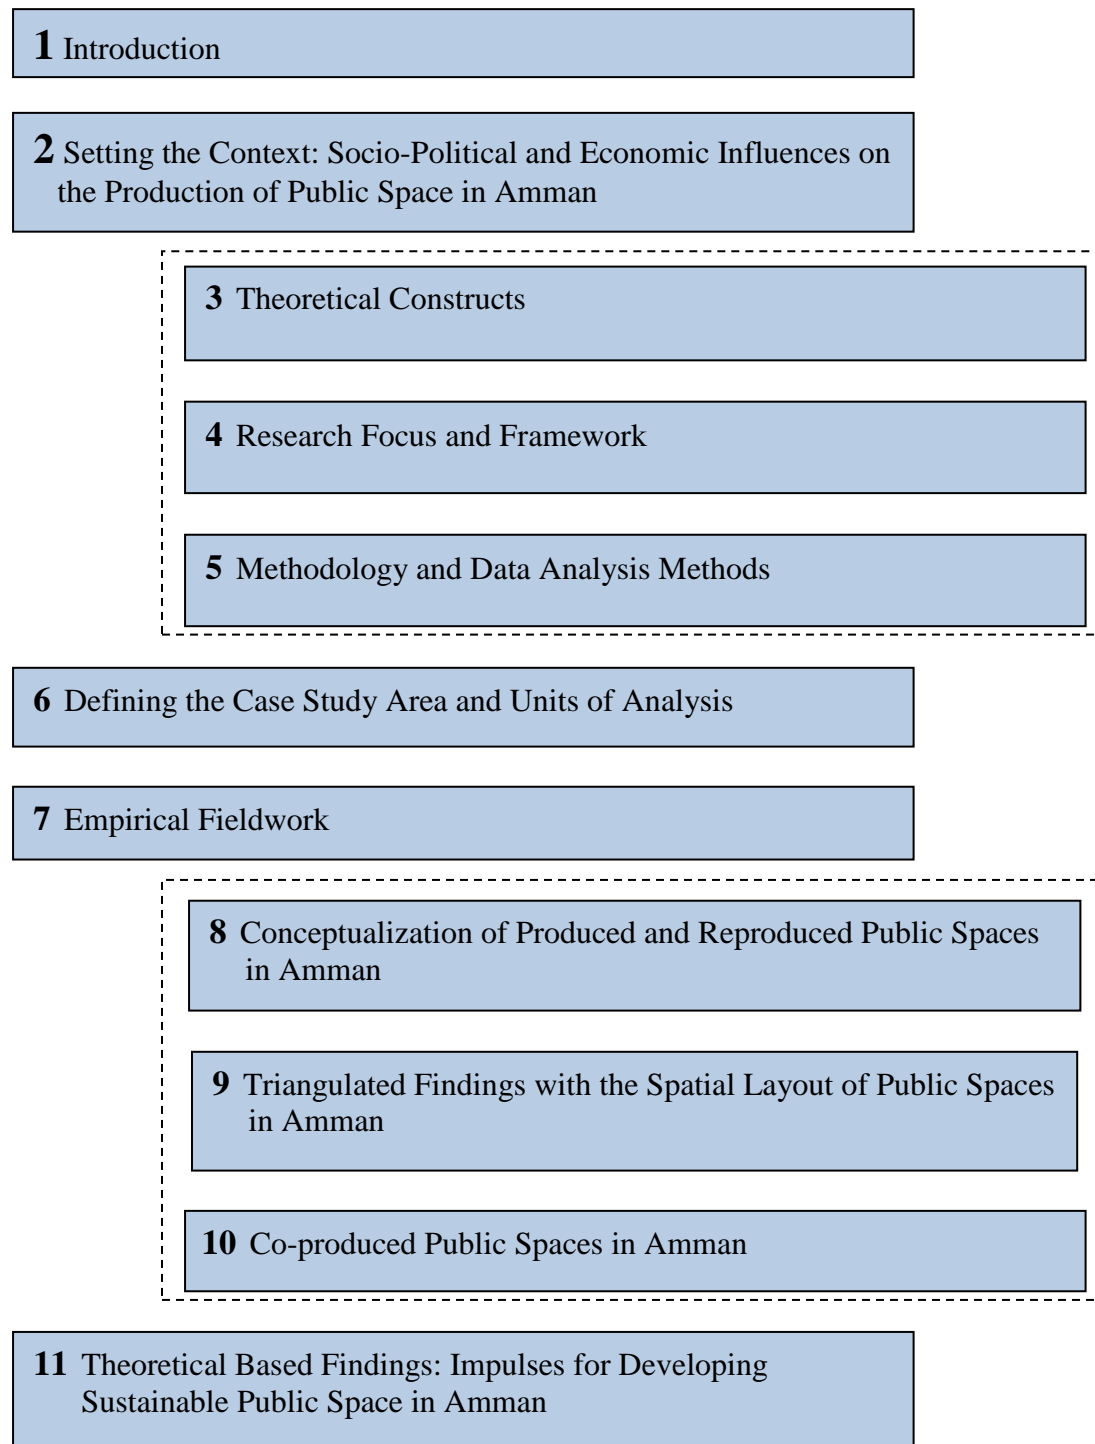 1 Introduction
2 Setting the Context: Socio-Political and Economic Influences on
the Production of Public Space in Amman
3 Theoretical Constructs
4 Research Focus and Framework
5 Methodology and Data Analysis Methods
6 Defining the Case Study Area and Units of Analysis
7 Empirical Fieldwork
8 Conceptualization of Produced and Reproduced Public Spaces
in Amman
9 Triangulated Findings with the Spatial Layout of Public Spaces
in Amman
10 Co-produced Public Spaces in Amman
11 Theoretical Based Findings: Impulses for Developing
Sustainable Public Space in Amman